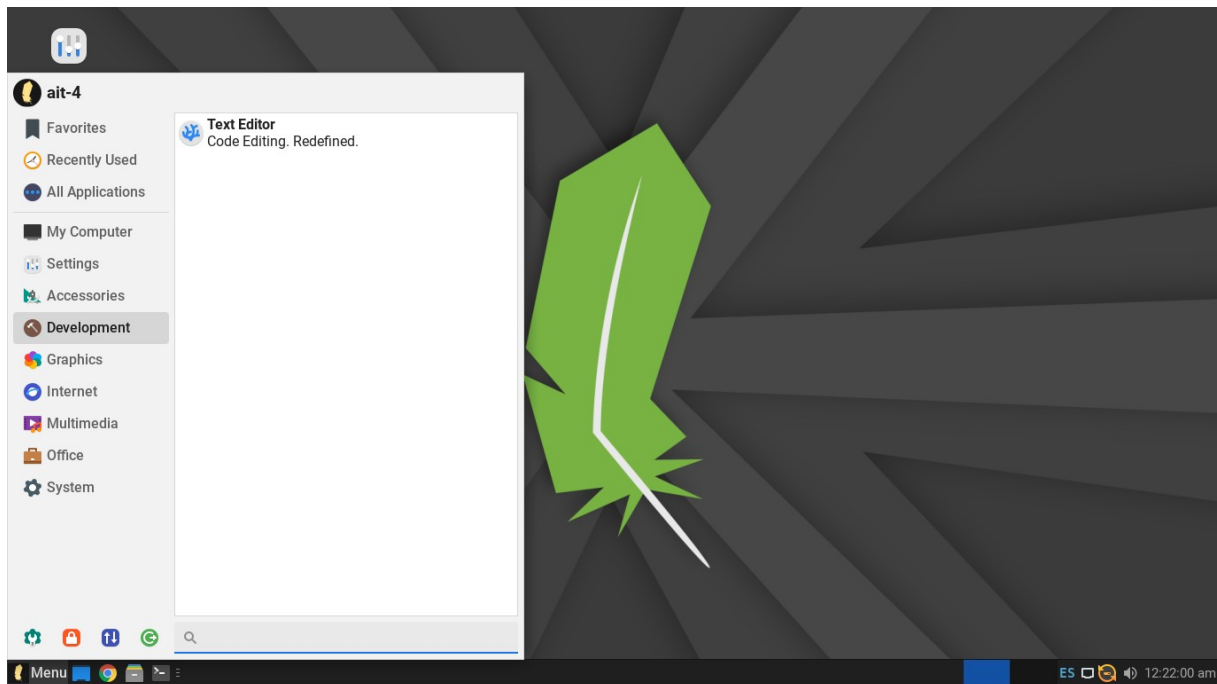 ait-4
Favorites
Recently Used
All Applications
My Computer
Settings
Accessories
Development
Graphics
Internet
Multimedia
Office
System
Text Editor
Code Editing. Redefined.
Menu
ES
12:22:00 am